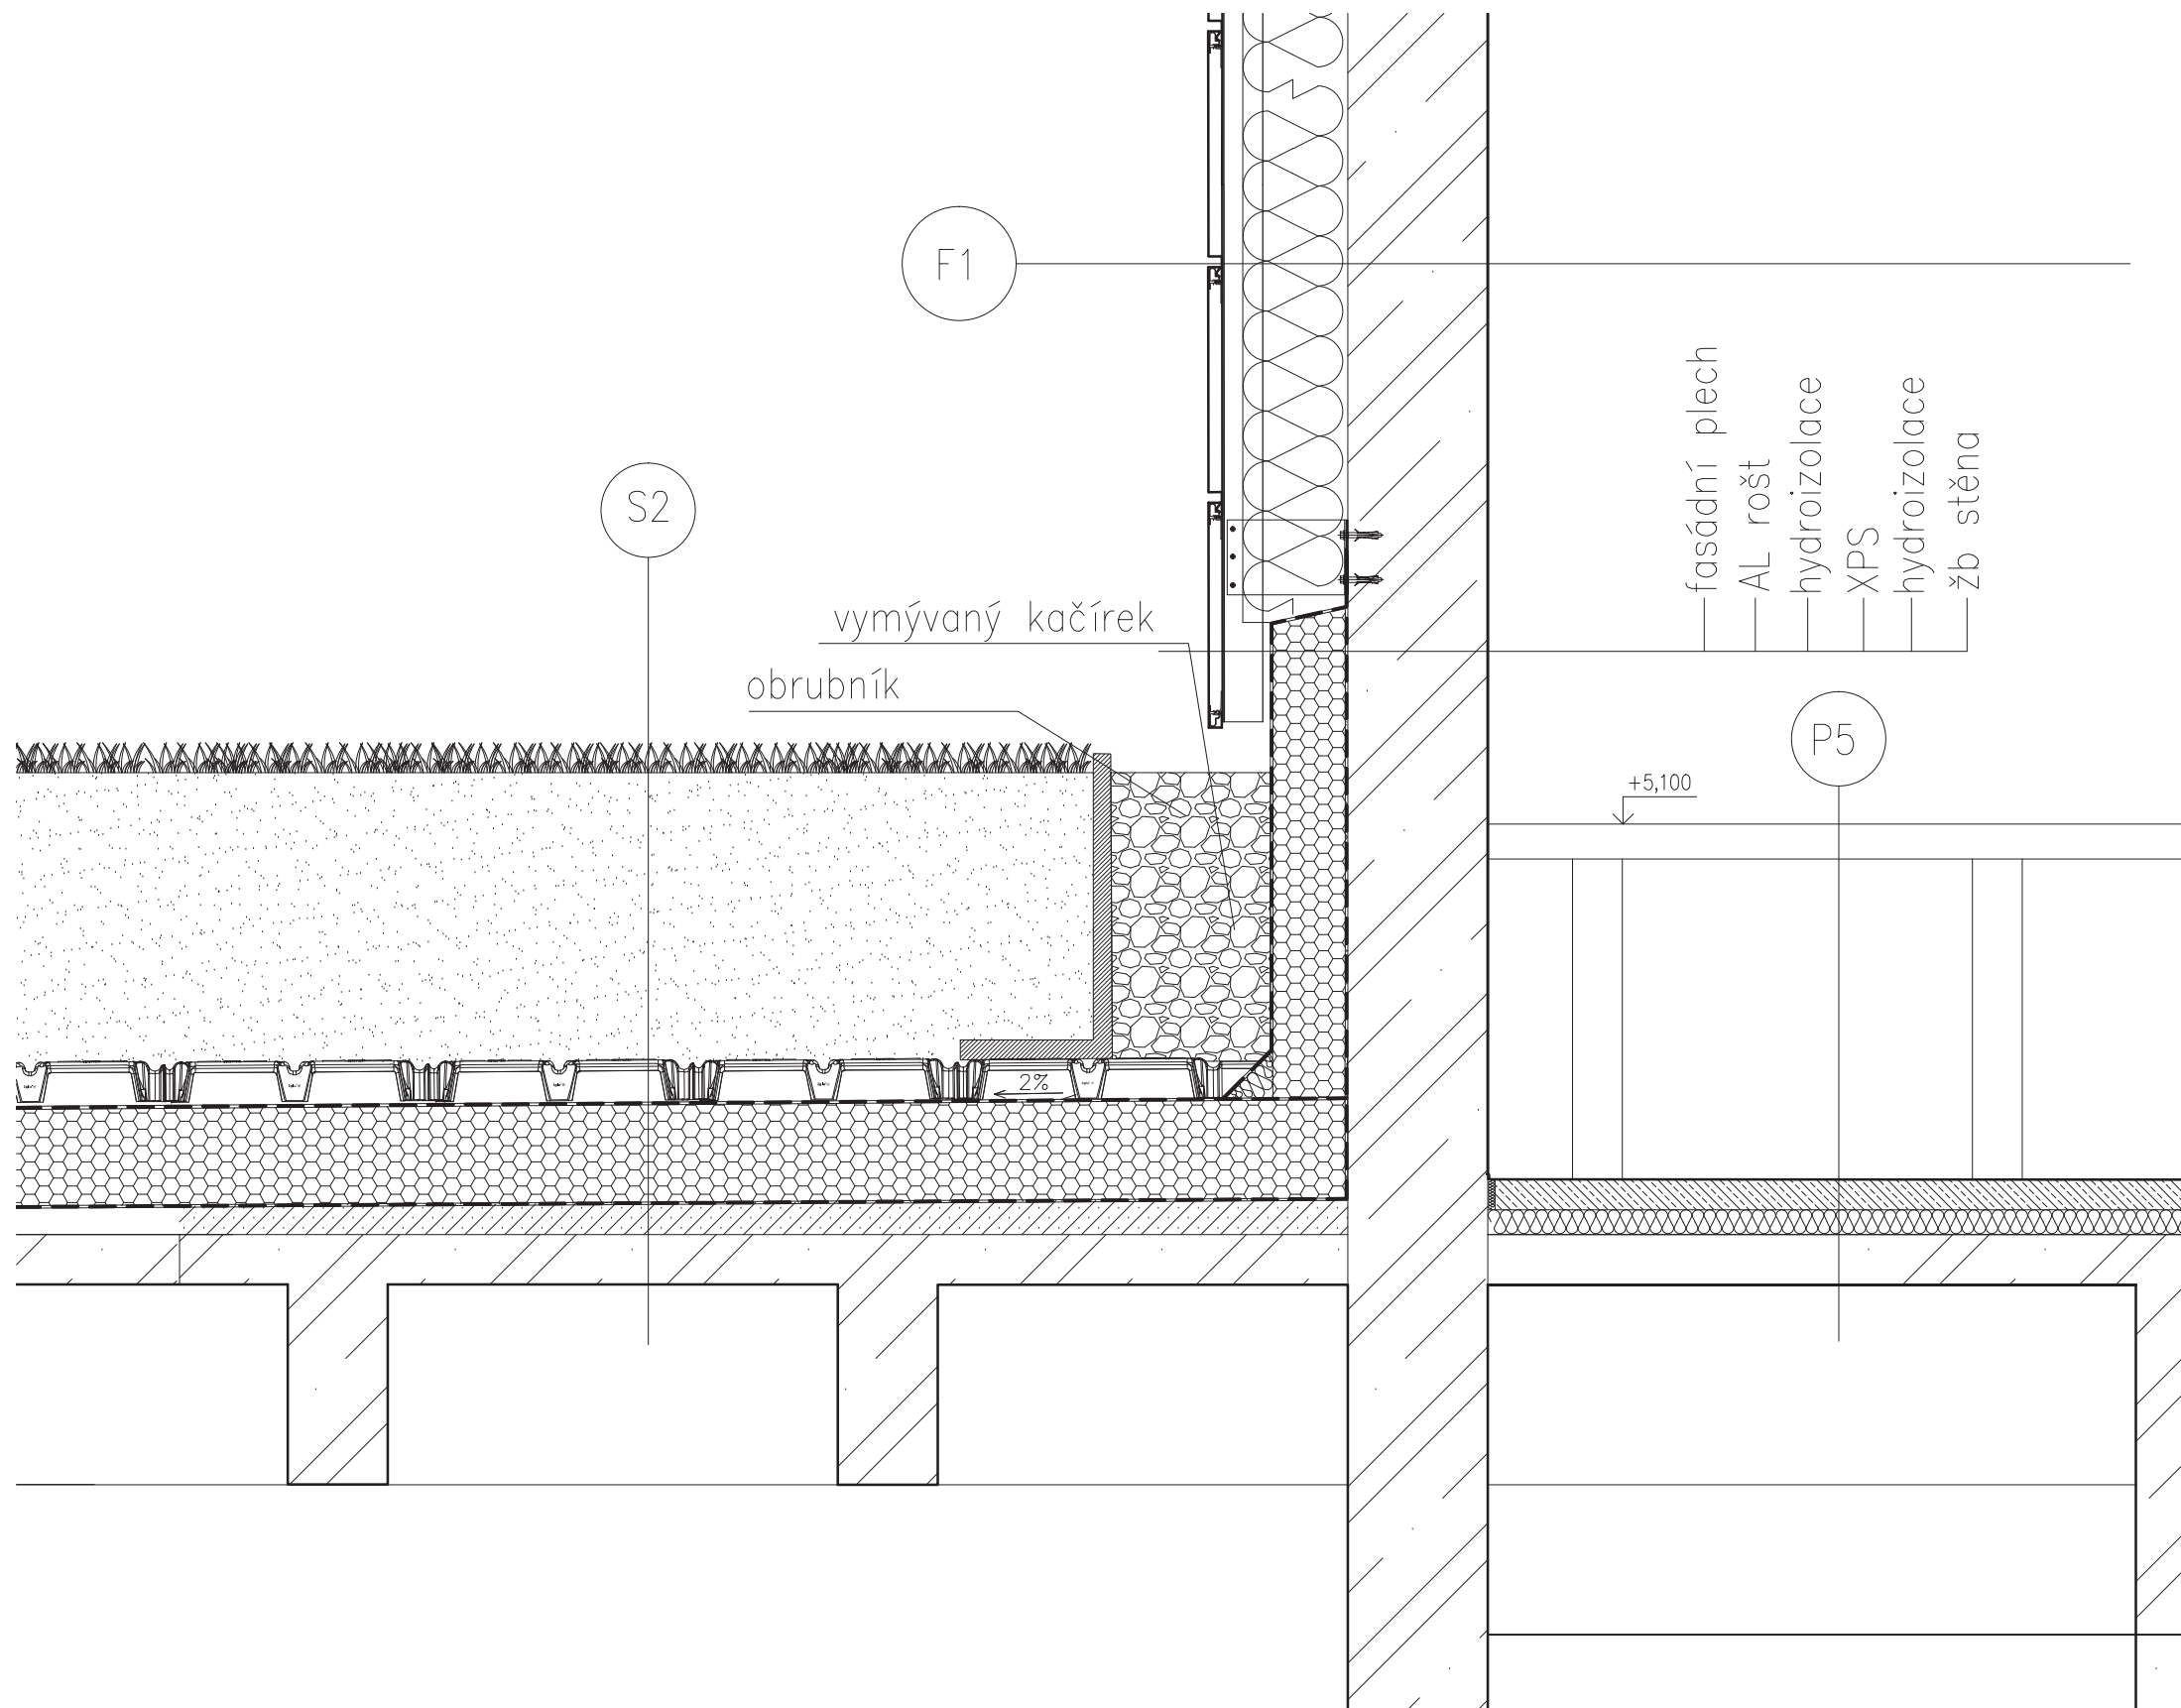 F1
fasádní plech
AL rošt
hydroizolace
XPS
hydroizolace
žb stěna
S2
vymývaný kačírek
obrubník
P5
+5,100
2%